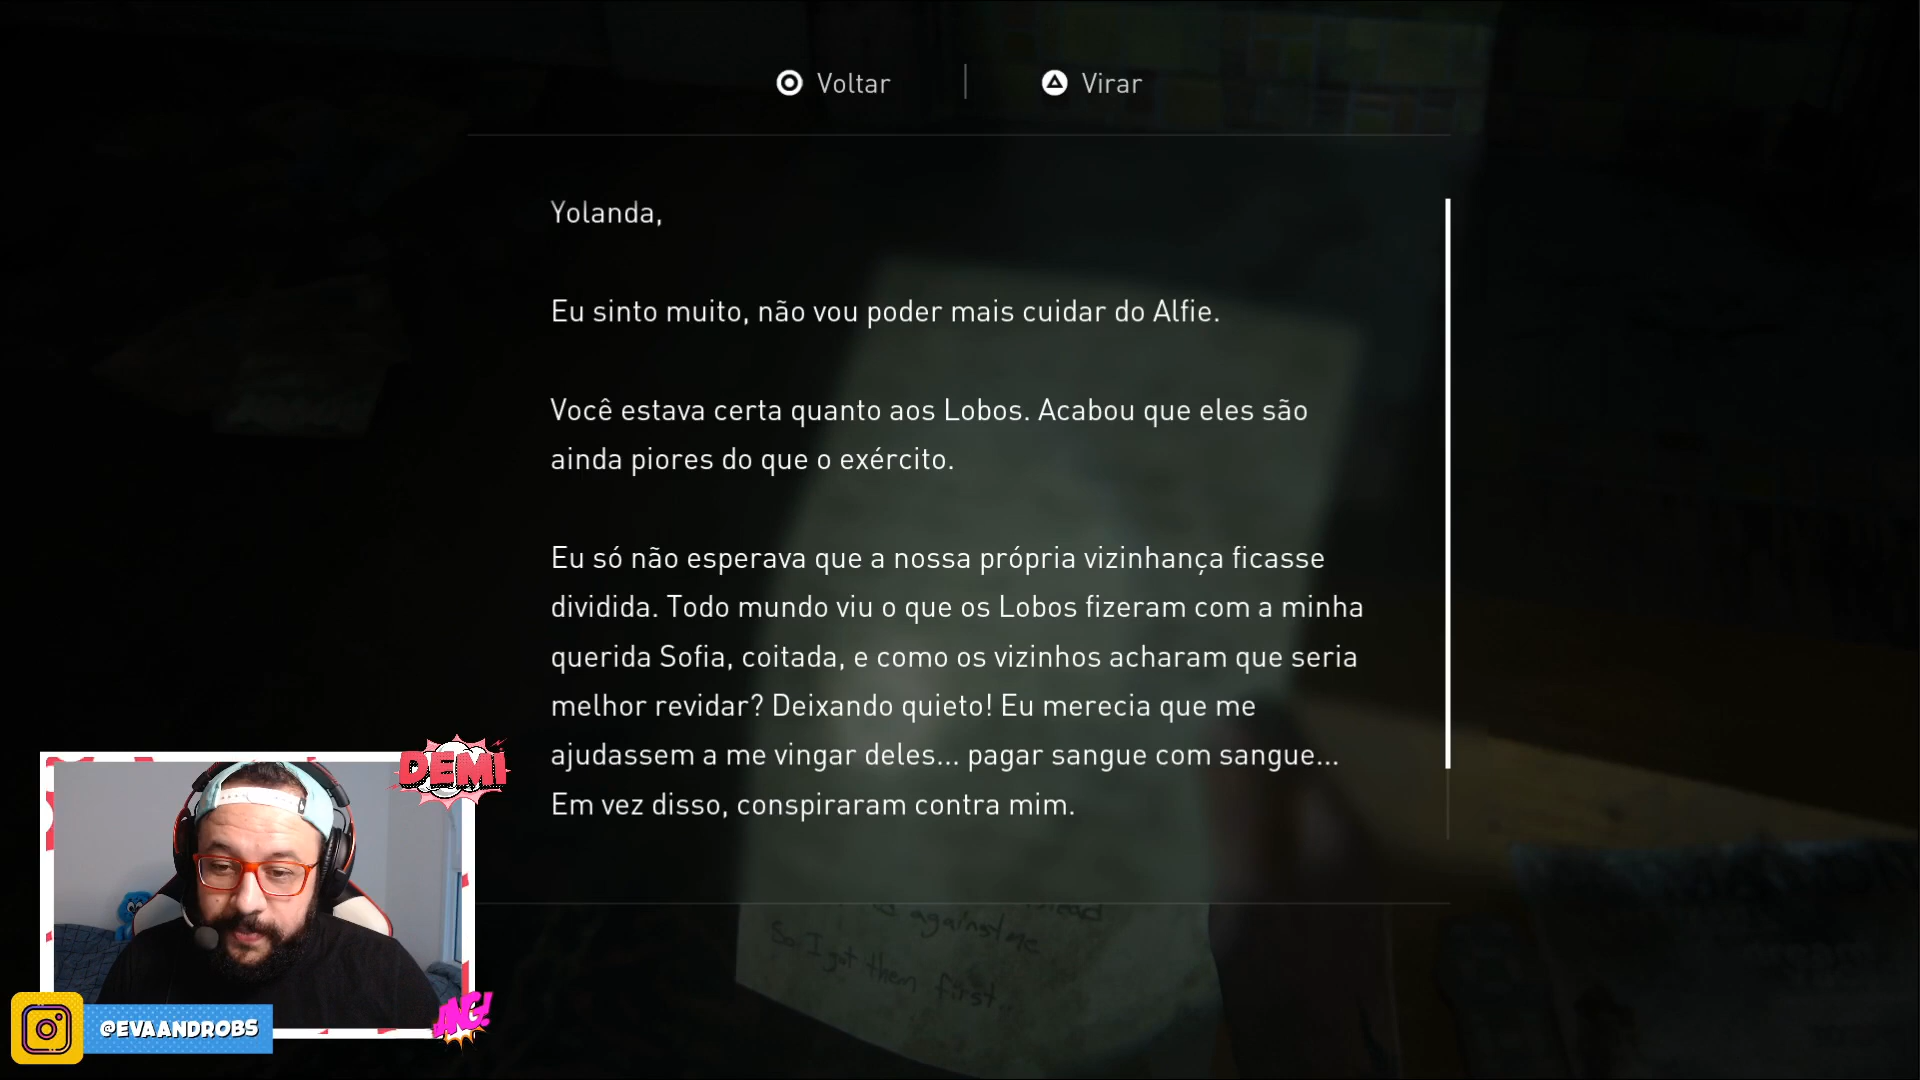 Voltar | Virar
Yolanda,
Eu sinto muito, não vou poder mais cuidar do Alfie.
Você estava certa quanto aos Lobos. Acabou que eles são
ainda piores do que o exército.
Eu só não esperava que a nossa própria vizinhança ficasse
dividida. Todo mundo viu o que os Lobos fizeram com a minha
querida Sofia, coitada, e como os vizinhos acharam que seria
melhor revidar? Deixando quieto! Eu merecia que me
ajudassem a me vingar deles... pagar sangue com sangue...
Em vez disso, conspiraram contra mim.
against me
So I got them first
DEMI
@EVAANDROBS